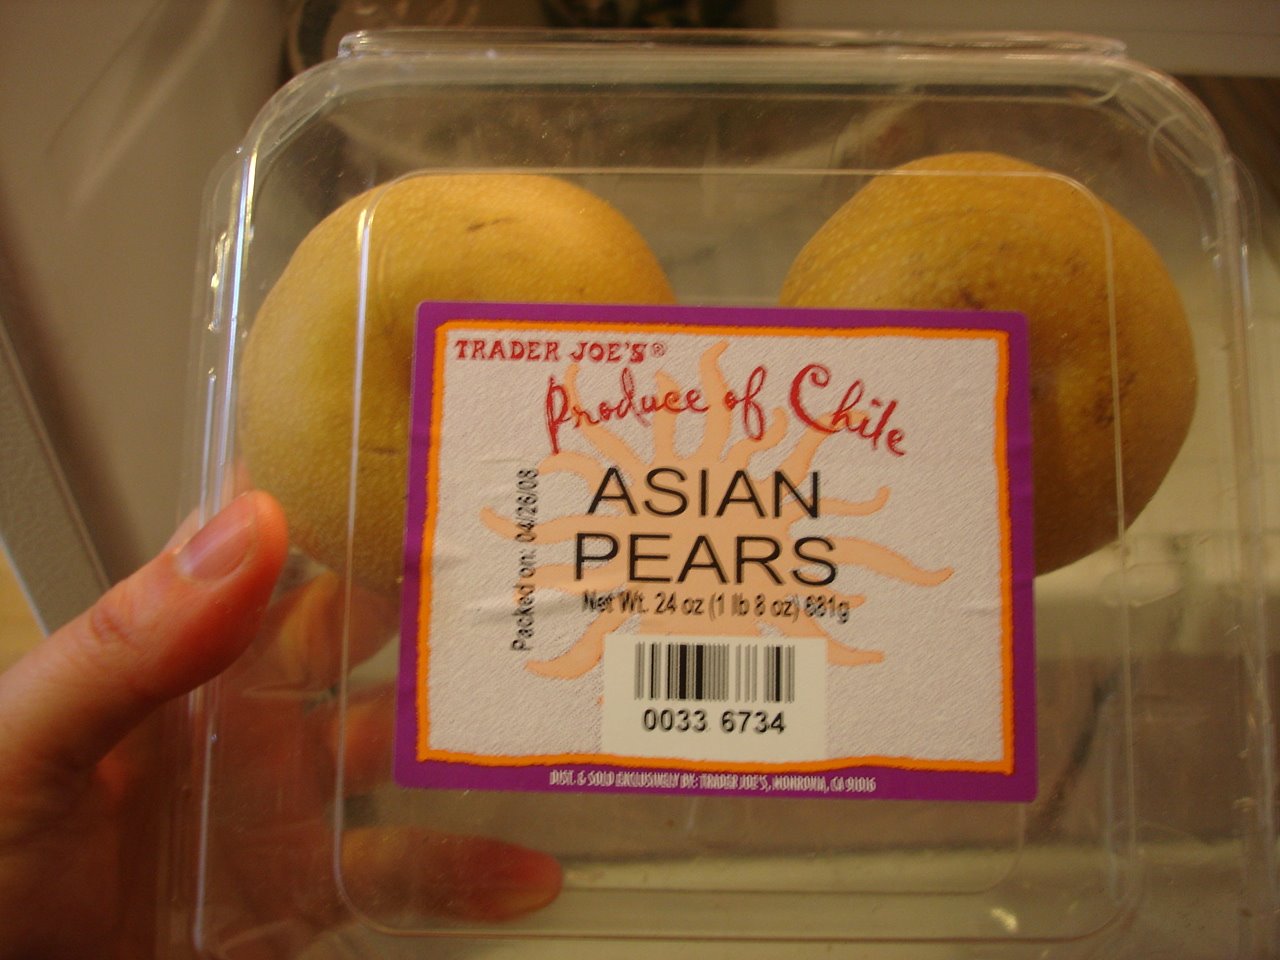 TRADER JOE'S®
Produce of Chile
ASIAN
PEARS
Net Wt. 24 oz (1 lb 8 oz) 681g
Packed on: 04/26/08
0033 6734
DIST. & SOLD EXCLUSIVELY BY: TRADER JOE'S, MONROVIA, CA 91016